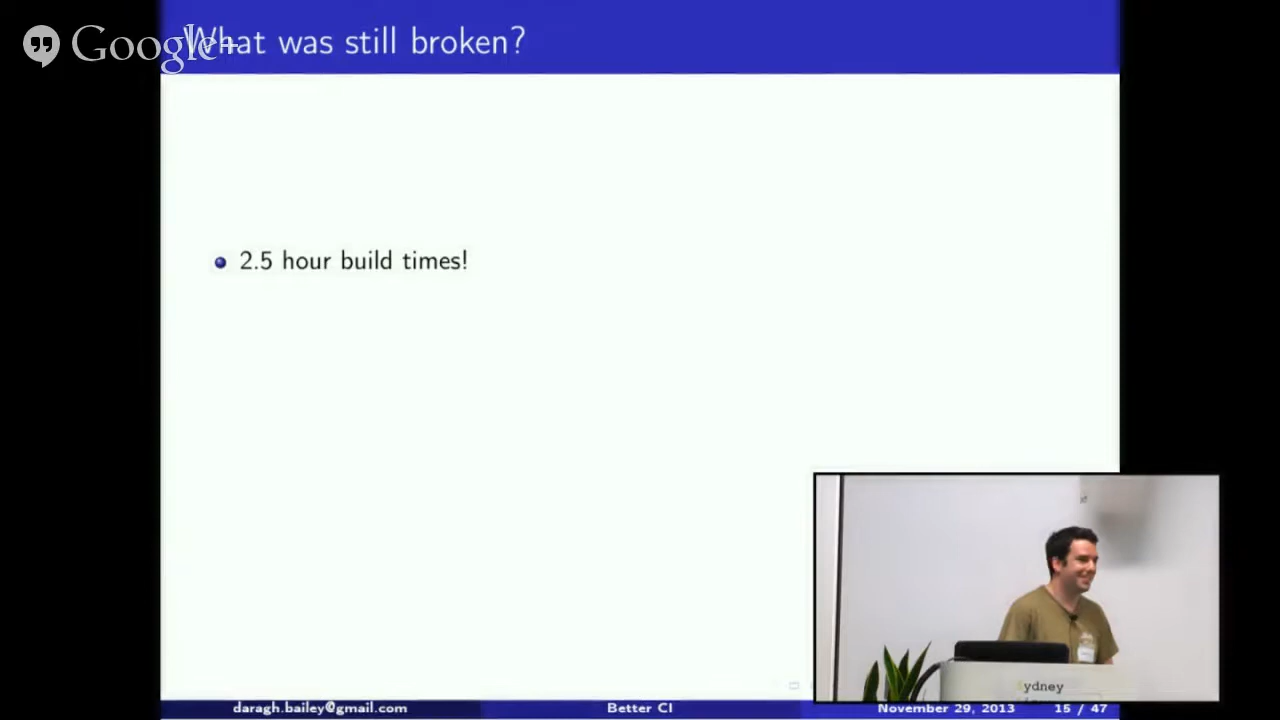 Google+
What was still broken?
2.5 hour build times!
ydney
daragh.bailey@gmail.com
Better CI
November 29, 2013
15 / 47